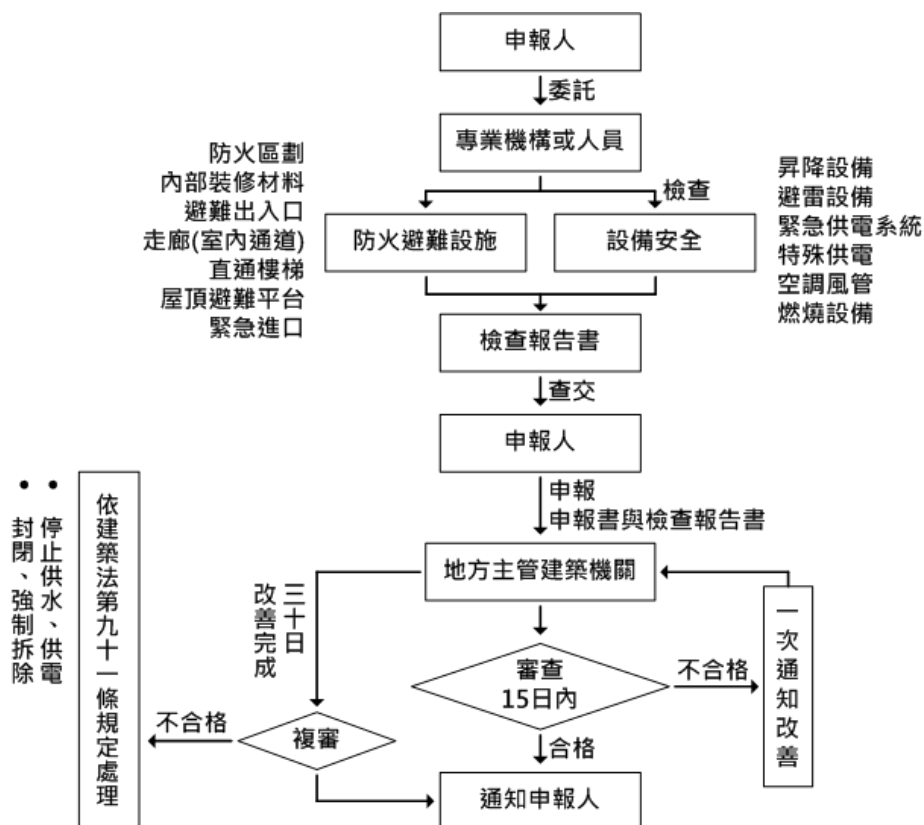 申報人
委託
專業機構或人員
防火區劃
內部裝修材料
避難出入口
走廊(室內通道)
直通樓梯
屋頂避難平台
緊急進口
檢查
昇降設備
避雷設備
緊急供電系統
特殊供電
空調風管
燃燒設備
防火避難設施
設備安全
檢查報告書
查交
申報人
申報
申報書與檢查報告書
地方主管建築機關
三十日
改善完成
審查
15日內
不合格
一次通知改善
合格
複審
不合格
依建築法第九十一條規定處理
• 停止供水、供電
• 封閉、強制拆除
通知申報人